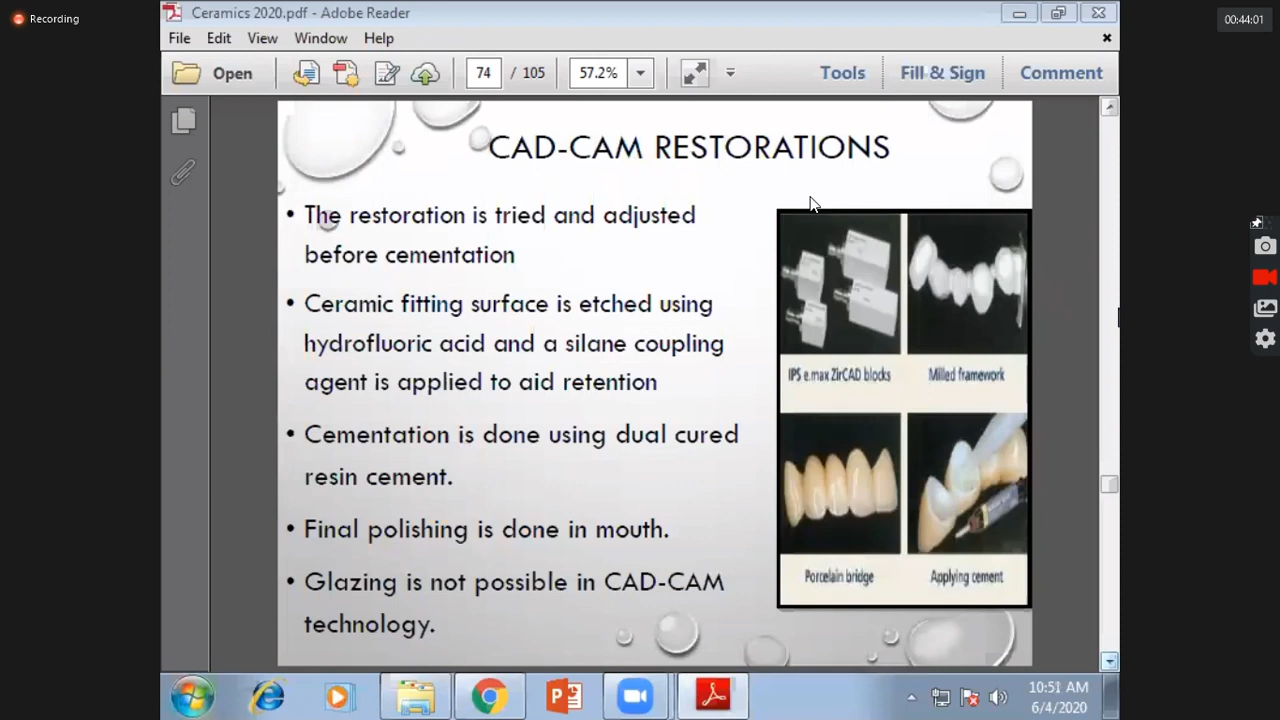 Recording
Ceramics 2020.pdf - Adobe Reader
00:44:01
File Edit View Window Help
Open 74 / 105 57.2% Tools Fill & Sign Comment
CAD-CAM RESTORATIONS
• The restoration is tried and adjusted
before cementation
• Ceramic fitting surface is etched using
hydrofluoric acid and a silane coupling
agent is applied to aid retention
• Cementation is done using dual cured
resin cement.
• Final polishing is done in mouth.
• Glazing is not possible in CAD-CAM
technology.
IPS e.max ZirCAD blocks
Milled framework
Porcelain bridge
Applying cement
10:51 AM
6/4/2020